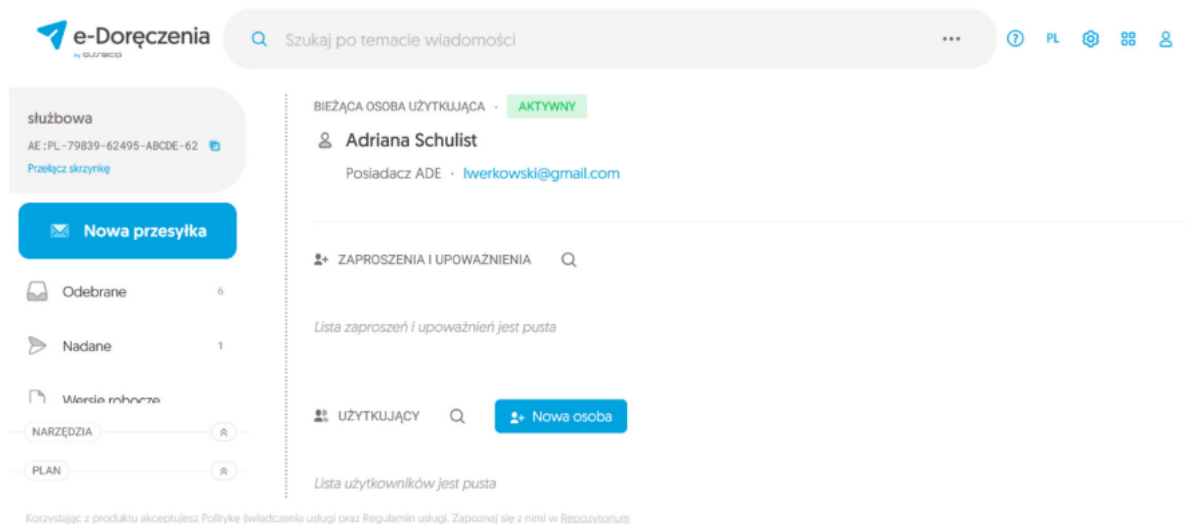 e-Doręczenia
by asseco
Szukaj po temacie wiadomości
PL
służbowa
AE:PL-79839-62495-ABCDE-62
Przełącz skrzynkę
Nowa przesyłka
Odebrane 6
Nadane 1
Wersje robocze
NARZĘDZIA
PLAN
BIEŻĄCA OSOBA UŻYTKUJĄCA · AKTYWNY
Adriana Schulist
Posiadacz ADE · lwerkowski@gmail.com
ZAPROSZENIA I UPOWAŻNIENIA
Lista zaproszeń i upoważnień jest pusta
UŻYTKUJĄCY
Nowa osoba
Lista użytkowników jest pusta
Korzystając z produktu akceptujesz Politykę świadczenia usługi oraz Regulamin usługi. Zapoznaj się z nimi w Repozytorium